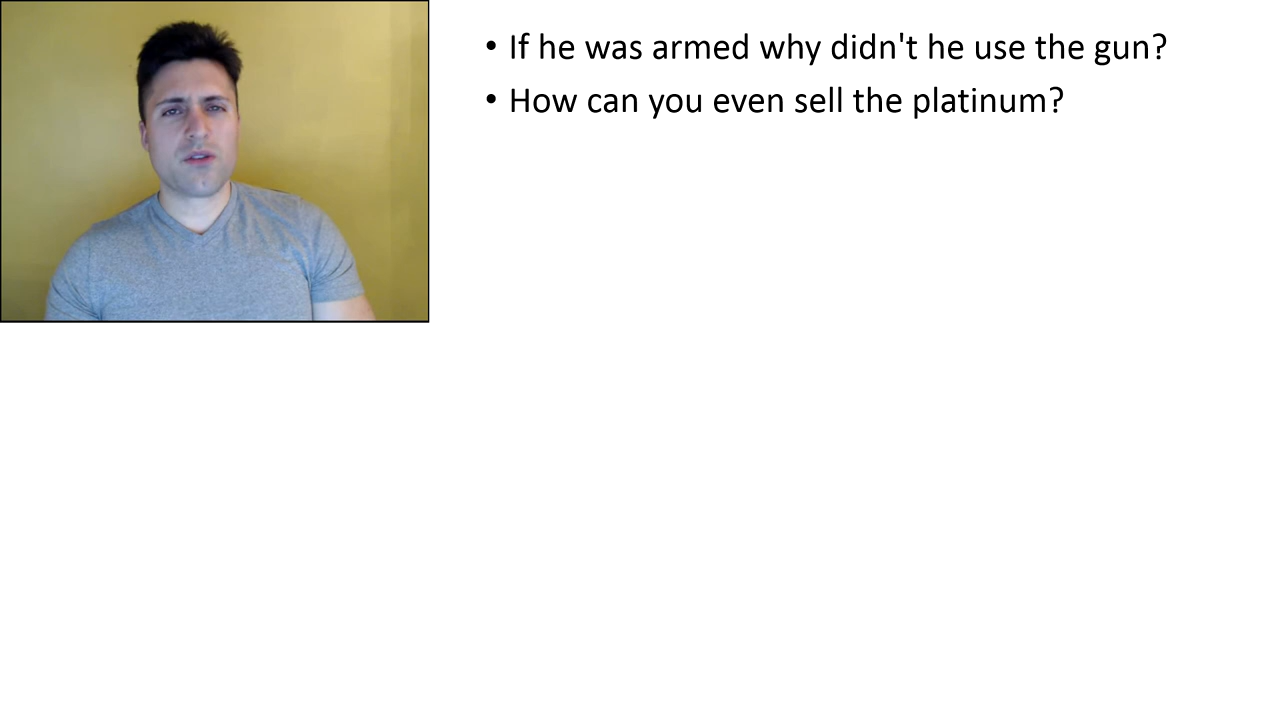 • If he was armed why didn't he use the gun?
• How can you even sell the platinum?